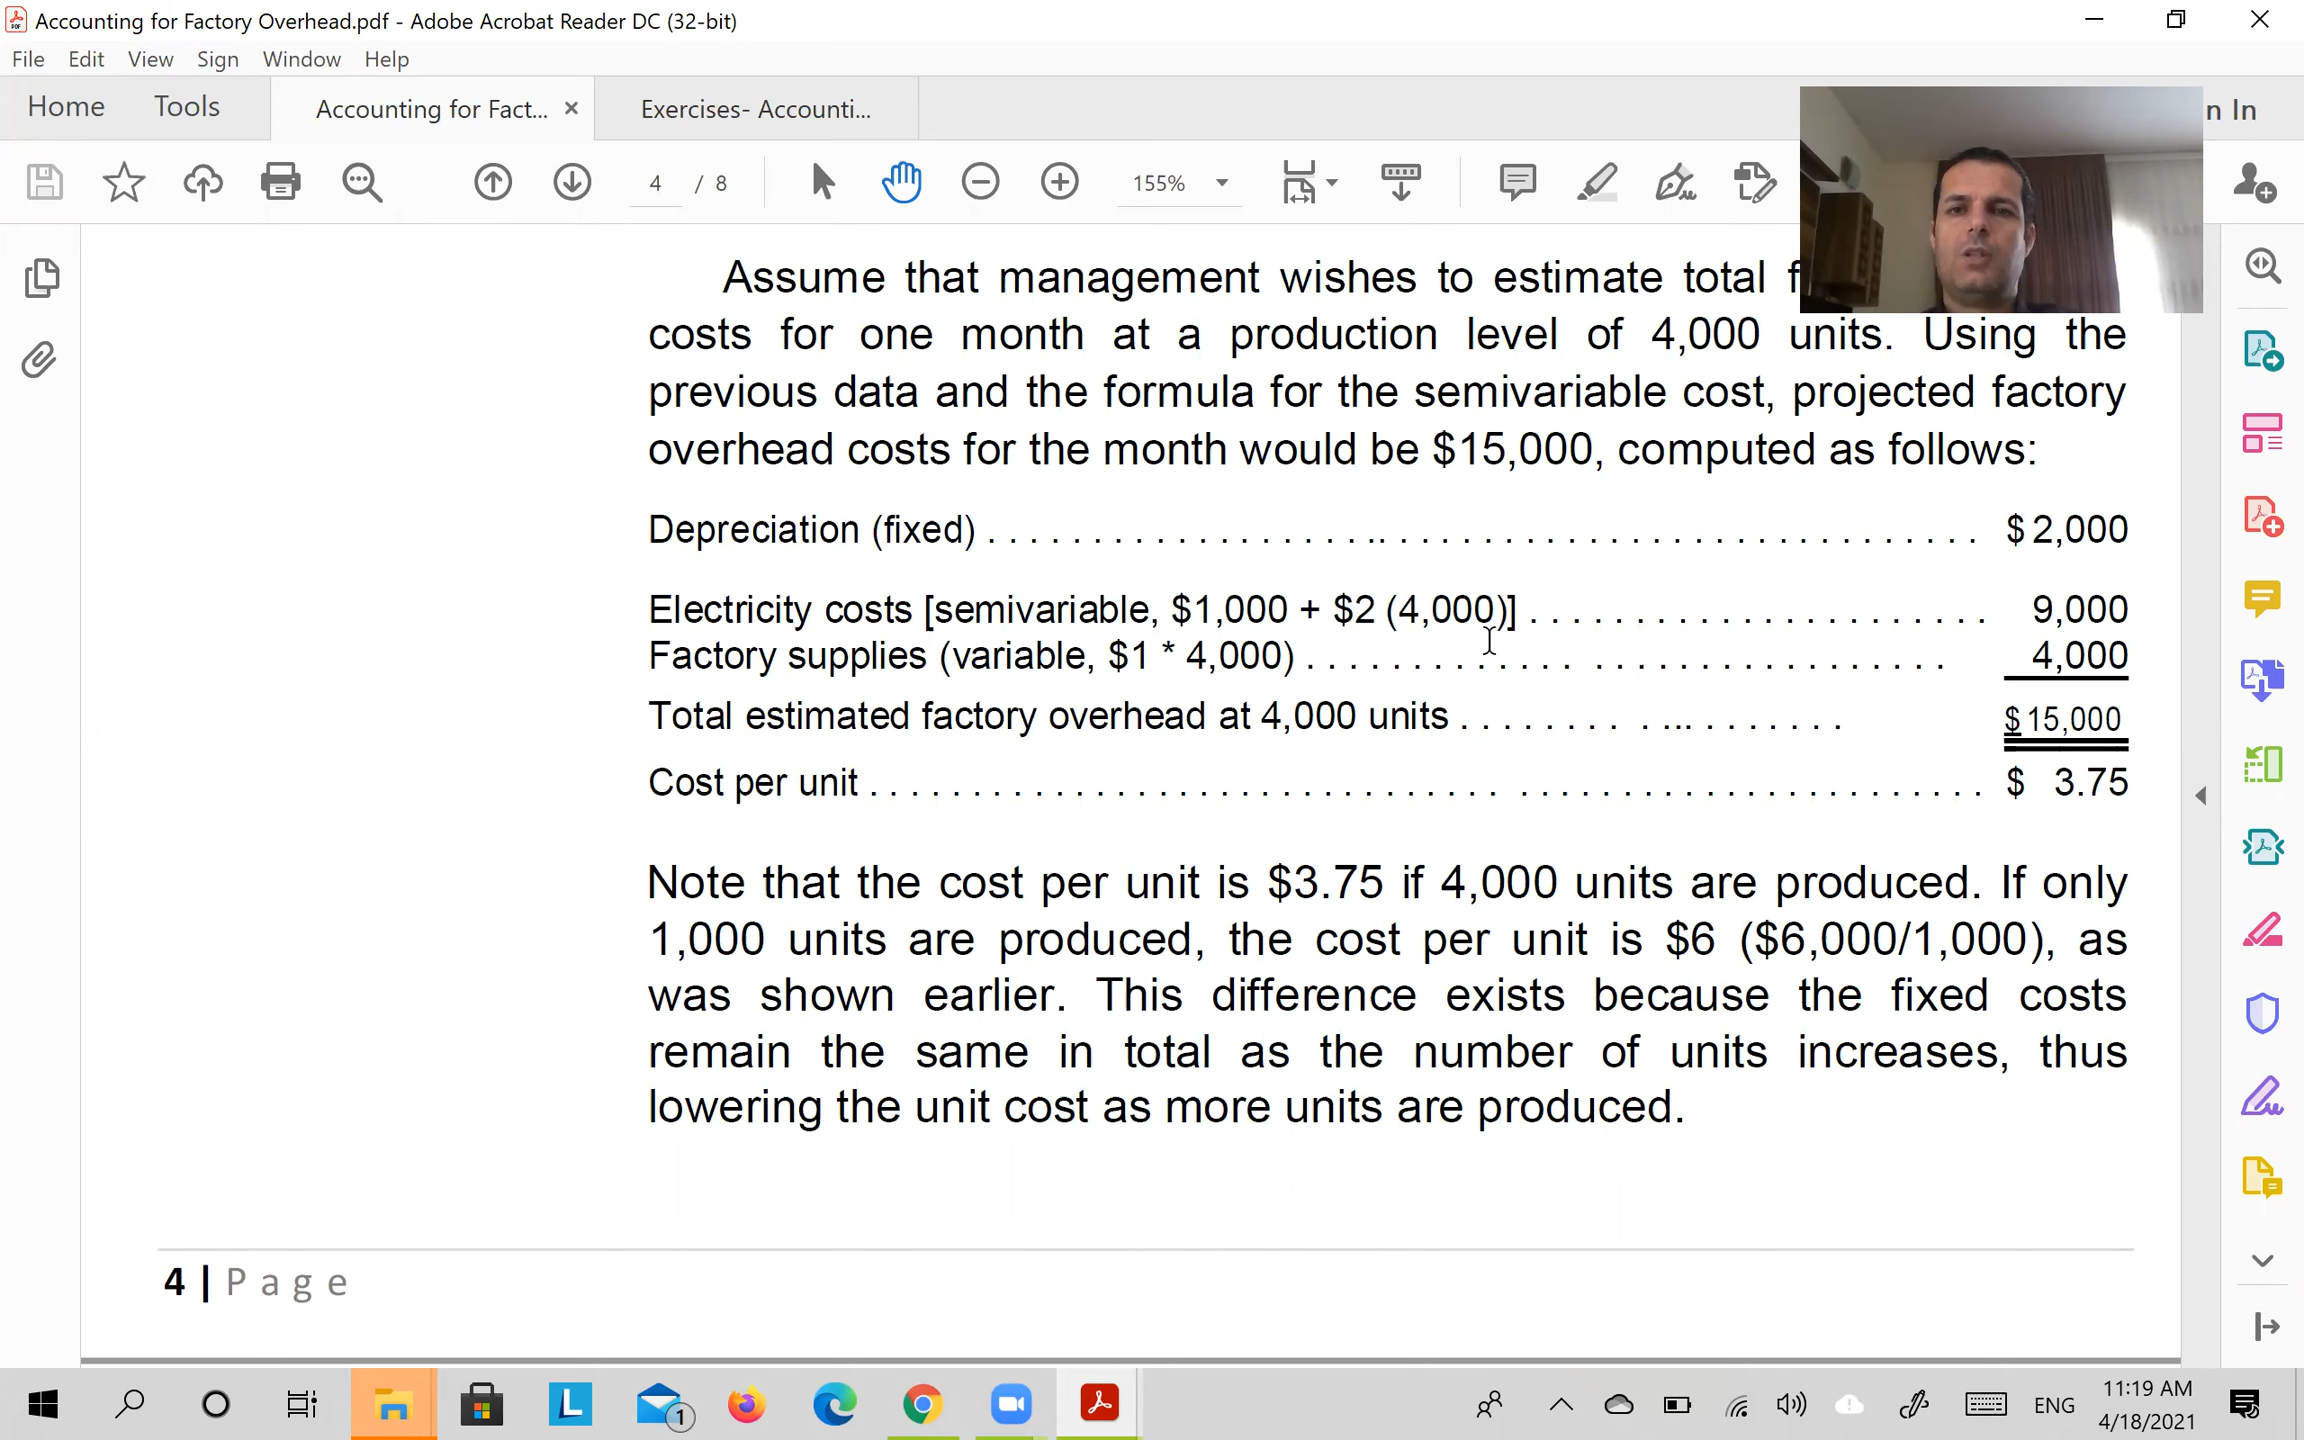 Accounting for Factory Overhead.pdf - Adobe Acrobat Reader DC (32-bit)
File Edit View Sign Window Help
Home Tools Accounting for Fact... × Exercises- Accounti... n In
4 / 8 155%
Assume that management wishes to estimate total f
costs for one month at a production level of 4,000 units. Using the
previous data and the formula for the semivariable cost, projected factory
overhead costs for the month would be $15,000, computed as follows:
Depreciation (fixed) . . . . . . . . . . . . . . . . . . .. . . . . . . . . . . . . . . . . . . . . . . . . . . . . $ 2,000
Electricity costs [semivariable, $1,000 + $2 (4,000)] . . . . . . . . . . . . . . . . . . . . . . 9,000
Factory supplies (variable, $1 * 4,000) . . . . . . . . . . . . . . . . . . . . . . . . . . . . . . 4,000
Total estimated factory overhead at 4,000 units . . . . . . . . . ... . . . . . . . $ 15,000
Cost per unit . . . . . . . . . . . . . . . . . . . . . . . . . . . . . . . . . . . . . . . . . . . . . . . . . . . . . $ 3.75
Note that the cost per unit is $3.75 if 4,000 units are produced. If only
1,000 units are produced, the cost per unit is $6 ($6,000/1,000), as
was shown earlier. This difference exists because the fixed costs
remain the same in total as the number of units increases, thus
lowering the unit cost as more units are produced.
4 | Page
L 1 ENG 11:19 AM
4/18/2021